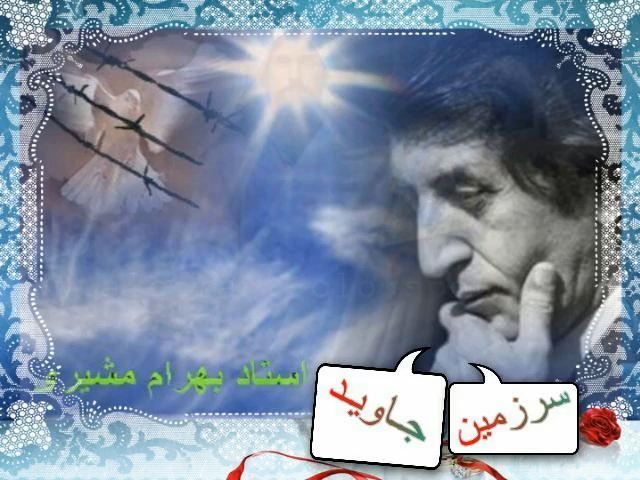 استاد بهرام مشیری
سرزمین
جاوید